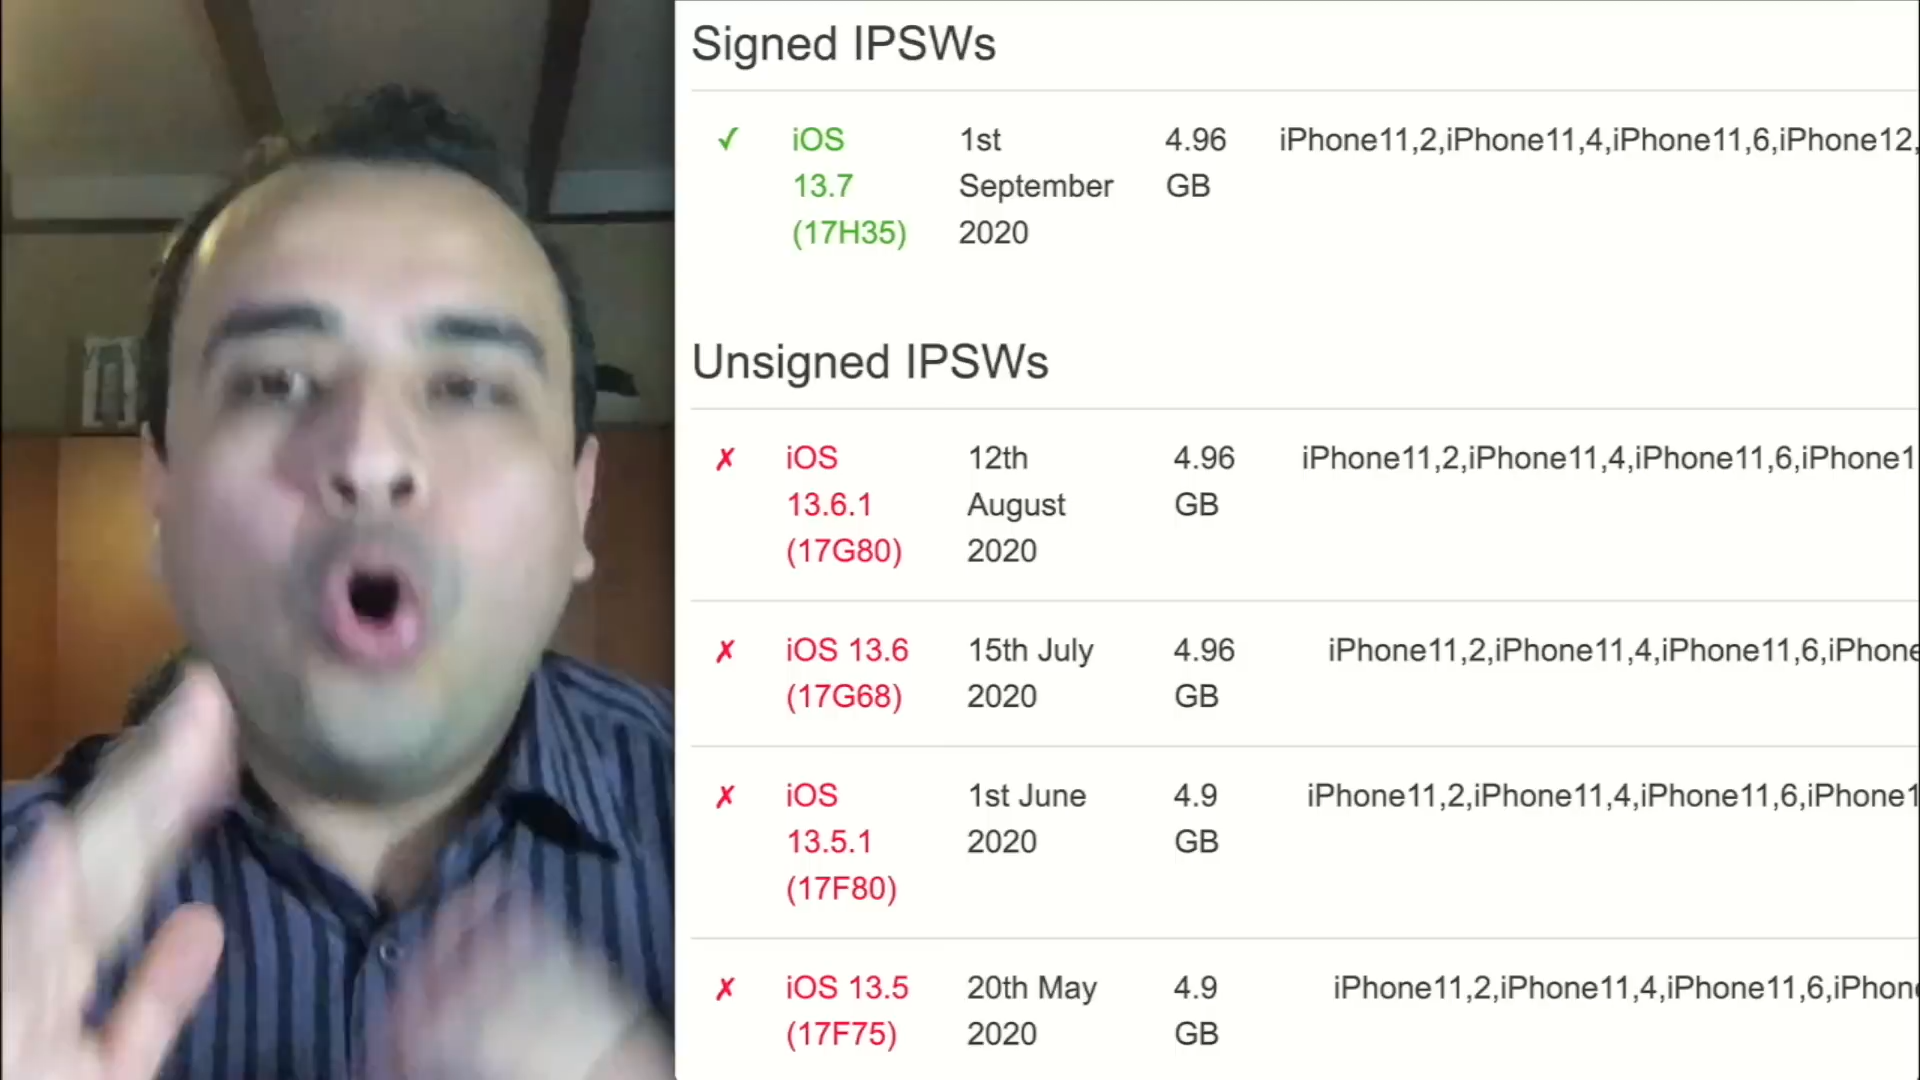 Signed IPSWs
✓ iOS 1st 4.96 iPhone11,2,iPhone11,4,iPhone11,6,iPhone12,
13.7 September GB
(17H35) 2020
Unsigned IPSWs
✗ iOS 12th 4.96 iPhone11,2,iPhone11,4,iPhone11,6,iPhone1
13.6.1 August GB
(17G80) 2020
✗ iOS 13.6 15th July 4.96 iPhone11,2,iPhone11,4,iPhone11,6,iPhone
(17G68) 2020 GB
✗ iOS 1st June 4.9 iPhone11,2,iPhone11,4,iPhone11,6,iPhone1
13.5.1 2020 GB
(17F80)
✗ iOS 13.5 20th May 4.9 iPhone11,2,iPhone11,4,iPhone11,6,iPhon
(17F75) 2020 GB